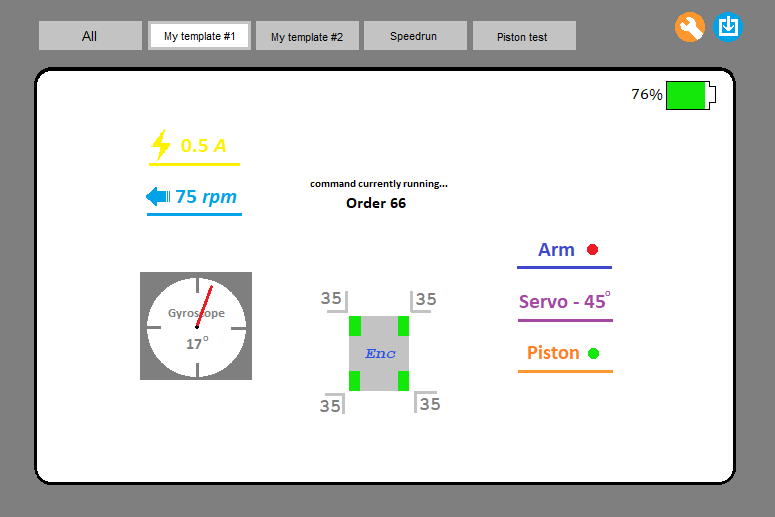 All
My template #1
My template #2
Speedrun
Piston test
76%
0.5 A
75 rpm
command currently running...
Order 66
Arm
Servo - 45°
Piston
Gyroscope
17°
35
35
Enc
35
35